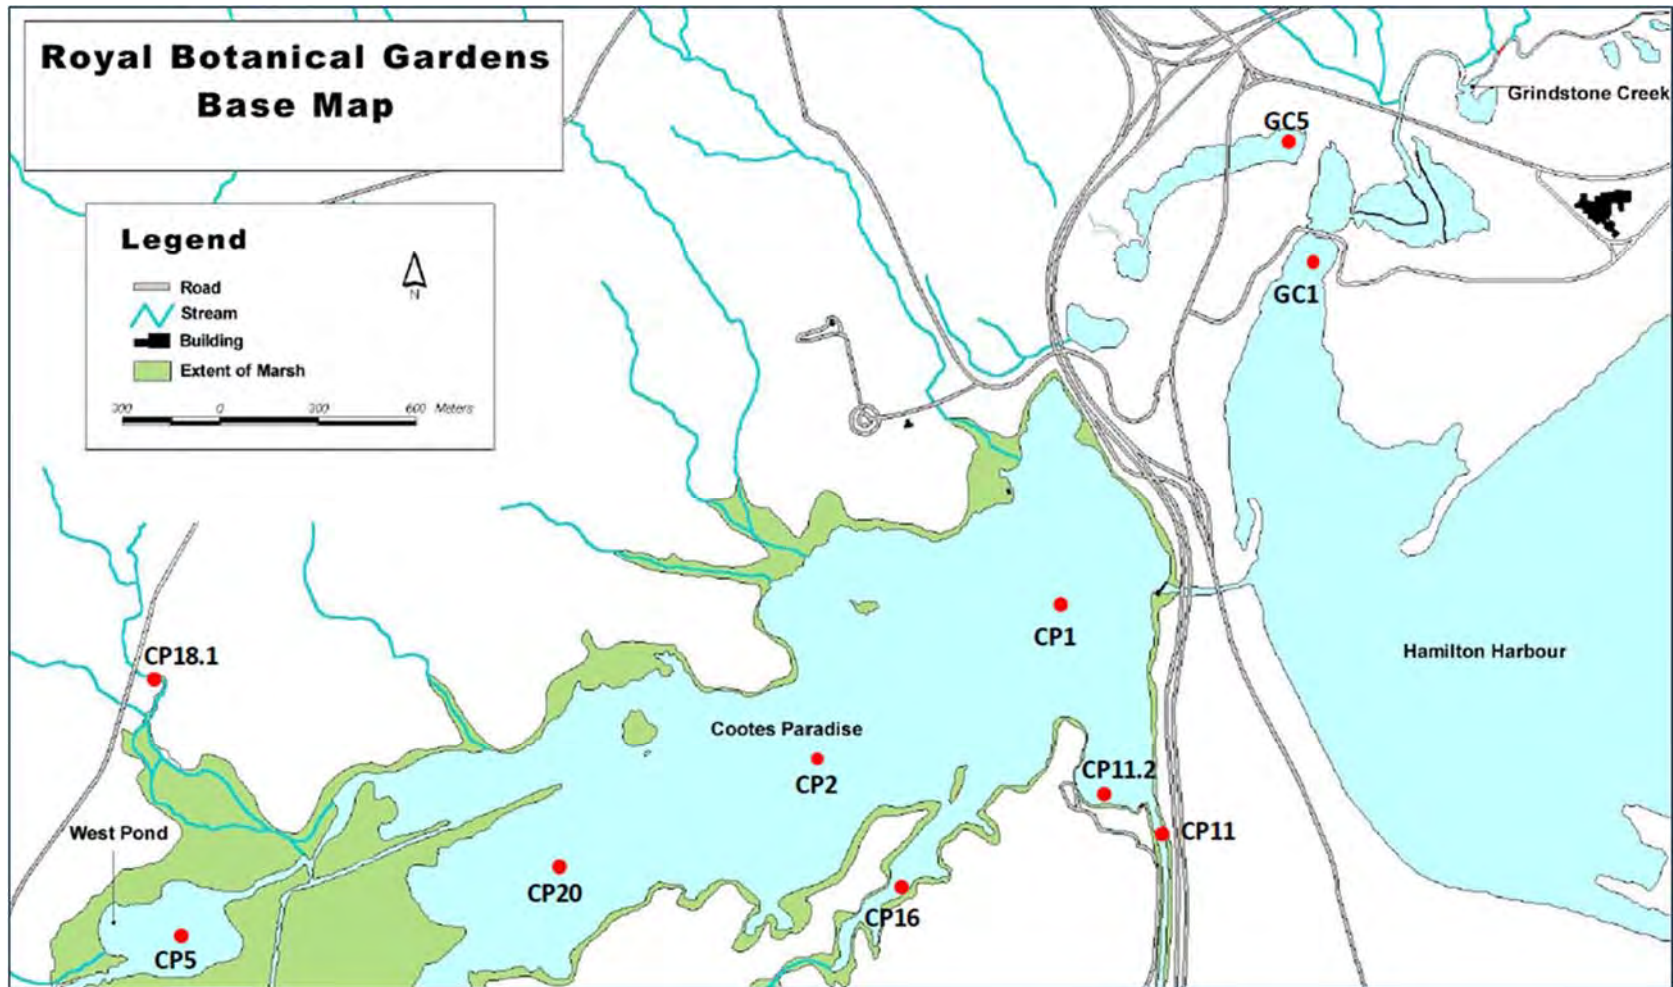 Royal Botanical Gardens
Base Map
Legend
N
Road
Stream
Building
Extent of Marsh
300 0 300 600 Meters
Grindstone Creek
GC5
GC1
CP1
Hamilton Harbour
CP18.1
Cootes Paradise
CP2
CP11.2
CP11
West Pond
CP20
CP16
CP5